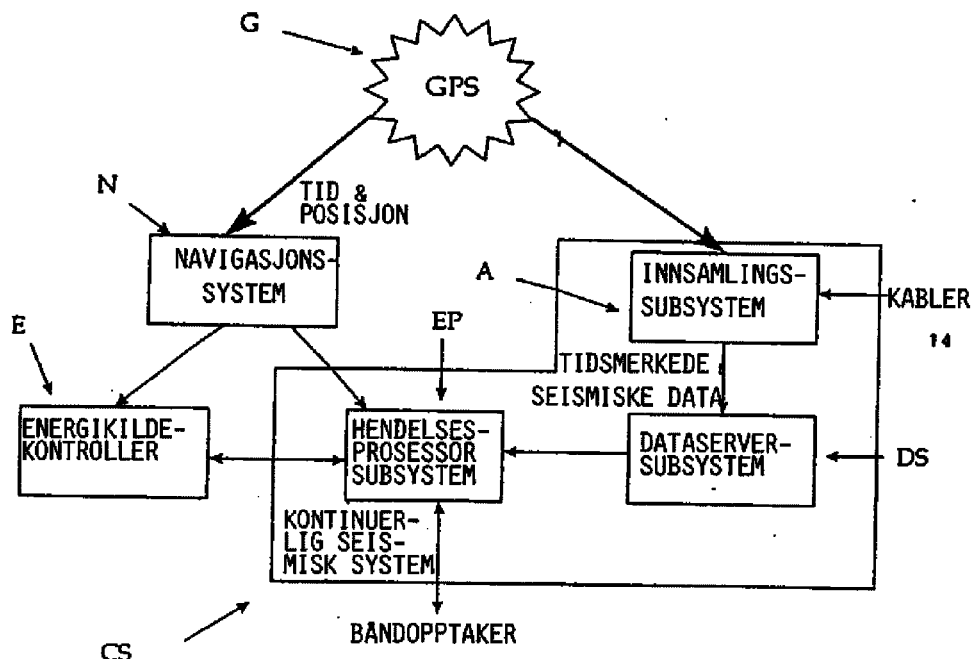 G
GPS
N
TID &
POSISJON
NAVIGASJONS-
SYSTEM
A
INNSAMLINGS-
SUBSYSTEM
KABLER
14
E
EP
TIDSMERKEDE
SEISMISKE DATA
ENERGIKILDE-
KONTROLLER
HENDELSES-
PROSESSOR
SUBSYSTEM
DATASERVER-
SUBSYSTEM
DS
KONTINUER-
LIG SEIS-
MISK SYSTEM
BÅNDOPPTAKER
CS